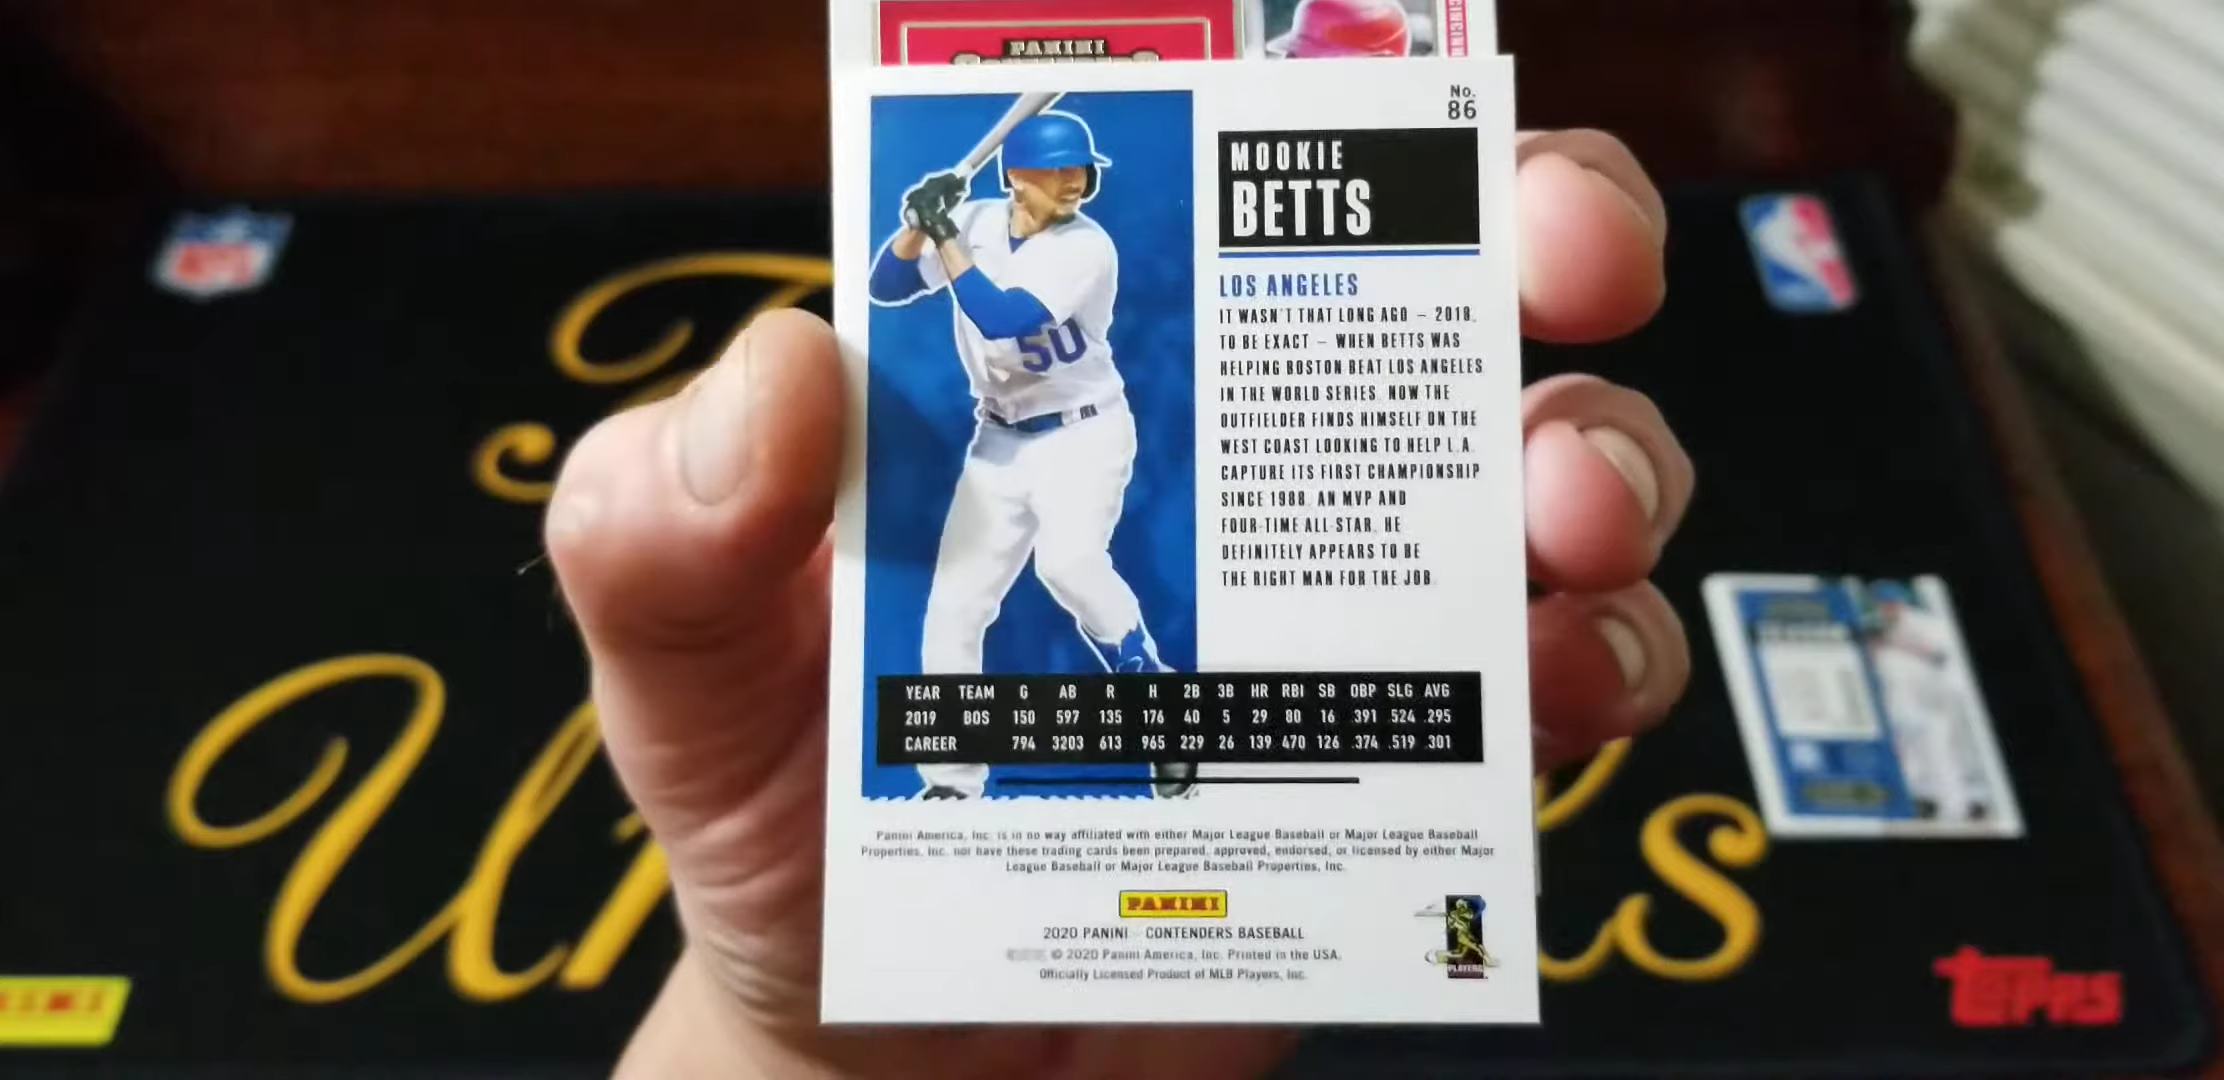 PANINI
CINCINN
No.
86
MOOKIE
BETTS
LOS ANGELES
IT WASN'T THAT LONG AGO – 2018,
TO BE EXACT – WHEN BETTS WAS
HELPING BOSTON BEAT LOS ANGELES
IN THE WORLD SERIES. NOW THE
OUTFIELDER FINDS HIMSELF ON THE
WEST COAST LOOKING TO HELP L.A.
CAPTURE ITS FIRST CHAMPIONSHIP
SINCE 1988. AN MVP AND
FOUR-TIME ALL-STAR, HE
DEFINITELY APPEARS TO BE
THE RIGHT MAN FOR THE JOB.
50
YEAR TEAM G AB R H 2B 3B HR RBI SB OBP SLG AVG
2019 BOS 150 597 135 176 40 5 29 80 16 .391 .524 .295
CAREER 794 3203 613 965 229 26 139 470 126 .374 .519 .301
Panini America, Inc. is in no way affiliated with either Major League Baseball or Major League Baseball
Properties, Inc. nor have these trading cards been prepared, approved, endorsed, or licensed by either Major
League Baseball or Major League Baseball Properties, Inc.
PANINI
2020 PANINI – CONTENDERS BASEBALL
© 2020 Panini America, Inc. Printed in the USA.
Officially Licensed Product of MLB Players, Inc.
PLAYERS
NFL
TOPPS